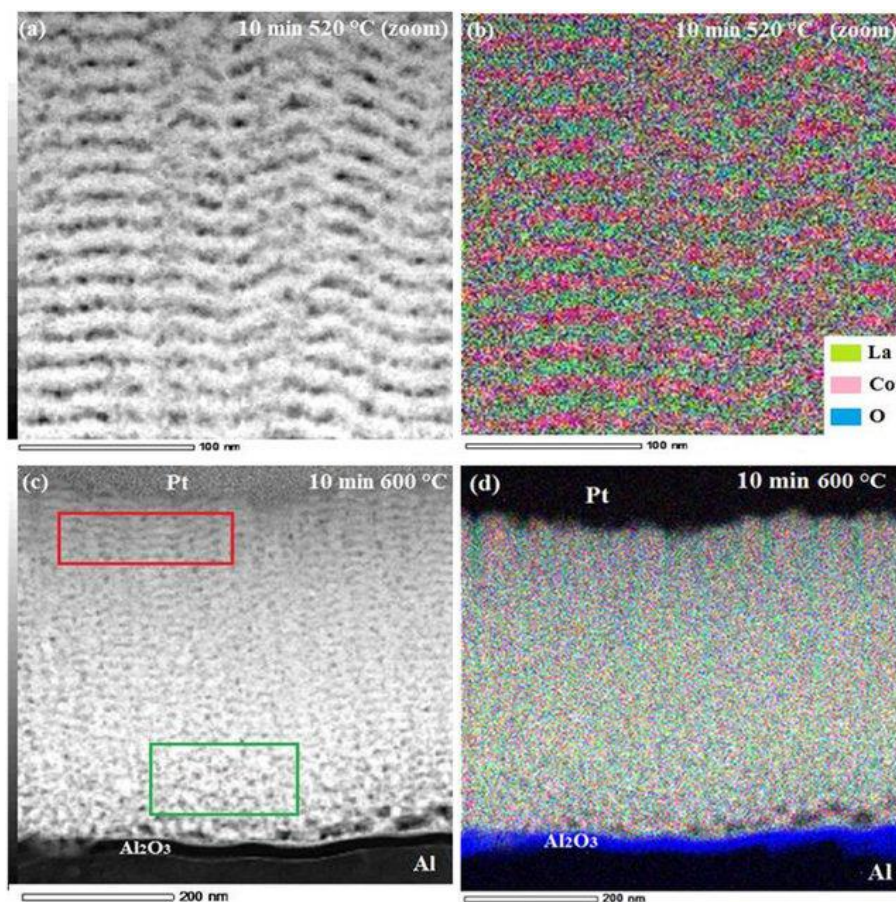 (a) 10 min 520 °C (zoom)
100 nm
(b) 10 min 520 °C (zoom)
La
Co
O
100 nm
(c) Pt 10 min 600 °C
Al₂O₃
Al
200 nm
(d) Pt 10 min 600 °C
Al₂O₃
Al
200 nm